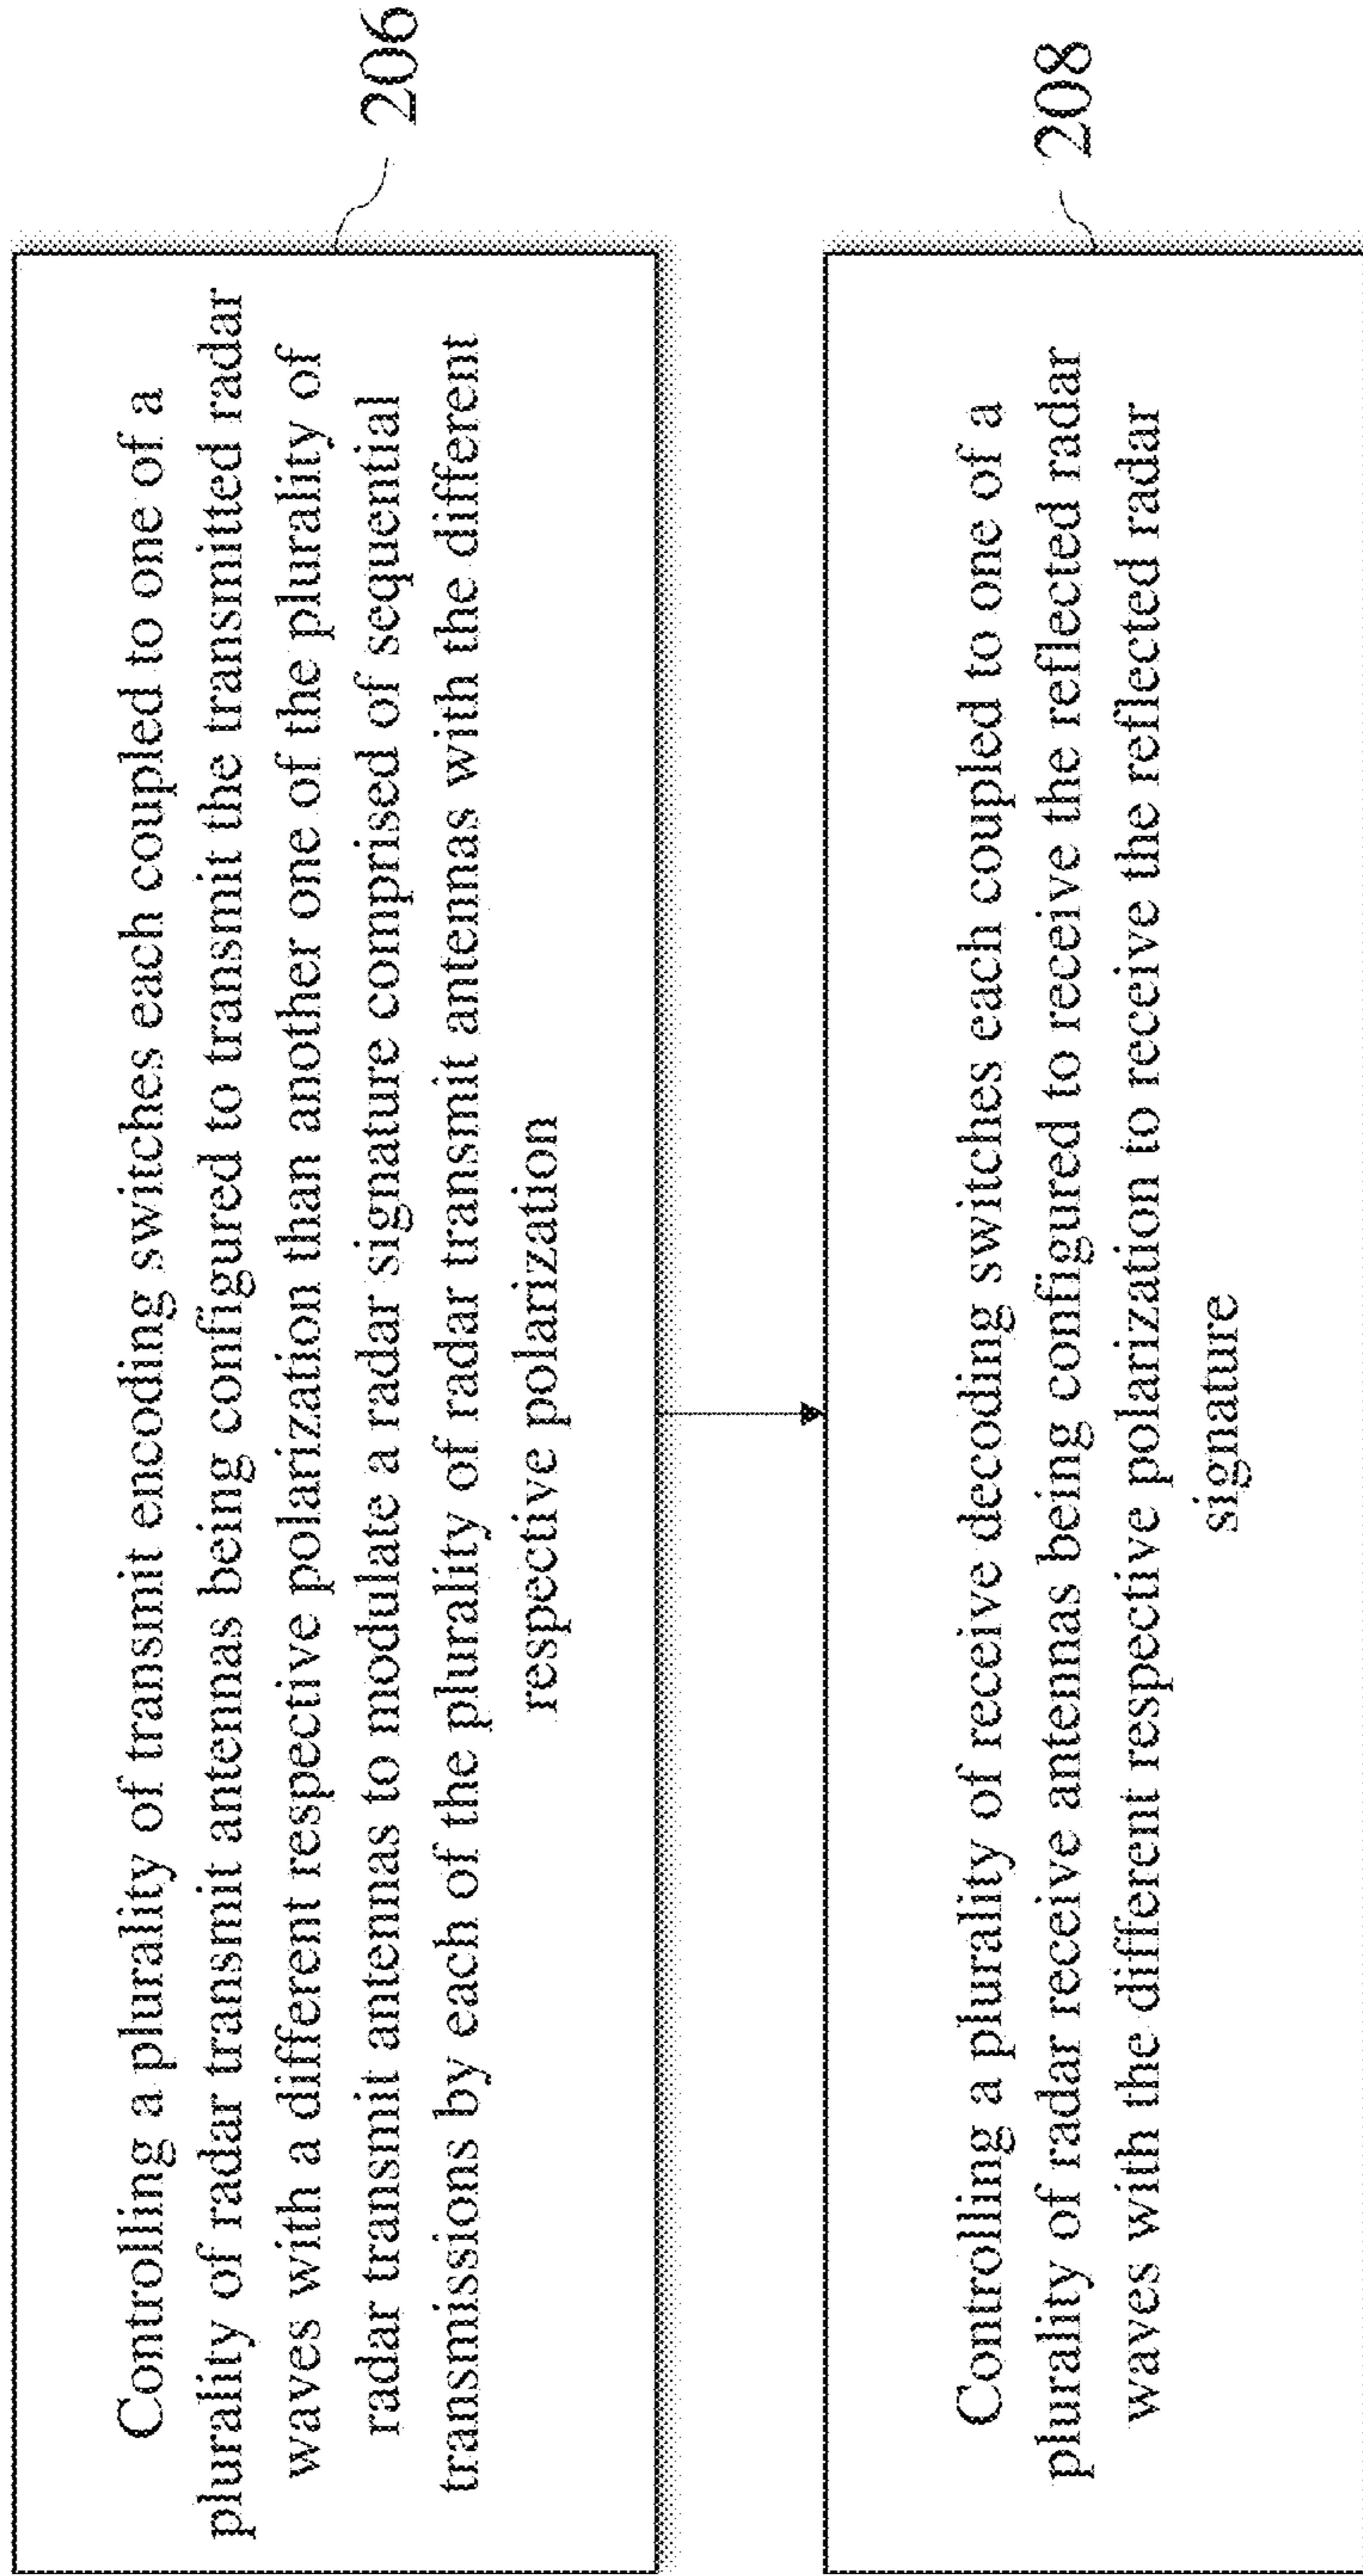 Controlling a plurality of transmit encoding switches each coupled to one of a
plurality of radar transmit antennas being configured to transmit the transmitted radar
waves with a different respective polarization than another one of the plurality of
radar transmit antennas to modulate a radar signature comprised of sequential
transmissions by each of the plurality of radar transmit antennas with the different
respective polarization
206
Controlling a plurality of receive decoding switches each coupled to one of a
plurality of radar receive antennas being configured to receive the reflected radar
waves with the different respective polarization to receive the reflected radar
signature
208